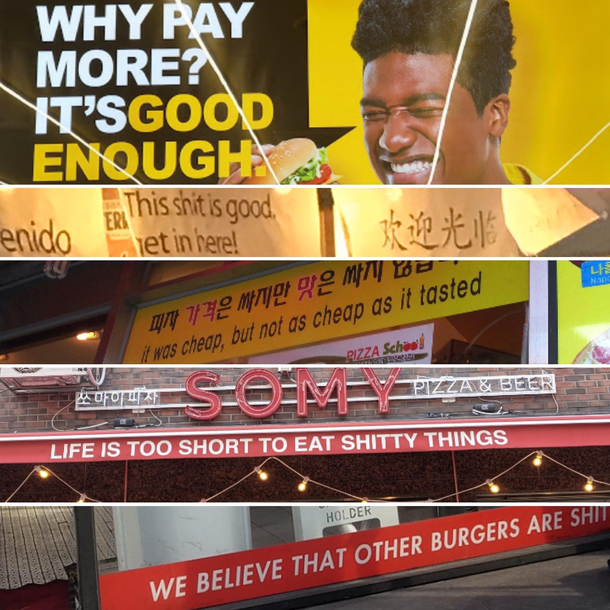 WHY PAY
MORE?
IT'S GOOD
ENOUGH.
enido
This shit is good.
get in here!
欢迎光临
피자 가격은 싸지만 맛은 싸지 않습
it was cheap, but not as cheap as it tasted
PIZZA School
나폴
쏘마이피자
SOMY
PIZZA & BEER
LIFE IS TOO SHORT TO EAT SHITTY THINGS
HOLDER
WE BELIEVE THAT OTHER BURGERS ARE SHIT